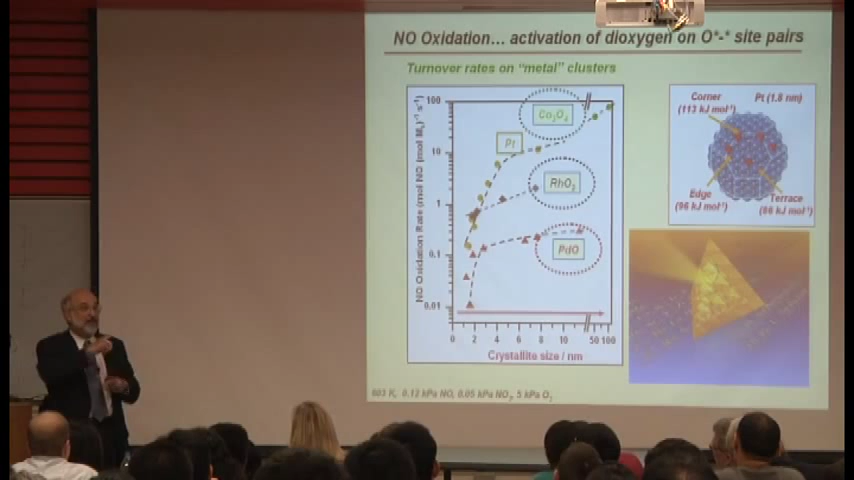 NO Oxidation… activation of dioxygen on O*-* site pairs
Turnover rates on “metal” clusters
NO Oxidation Rate (mol NO (mol Mₛ)⁻¹ s⁻¹)
100
10
1
0.1
0.01
Co₃O₄
Pt
RhO₂
PdO
0 2 4 6 8 10 50 100
Crystallite size / nm
Corner
(113 kJ mol⁻¹)
Pt (1.8 nm)
Edge
(96 kJ mol⁻¹)
Terrace
(86 kJ mol⁻¹)
603 K, 0.12 kPa NO, 0.05 kPa NO₂, 5 kPa O₂